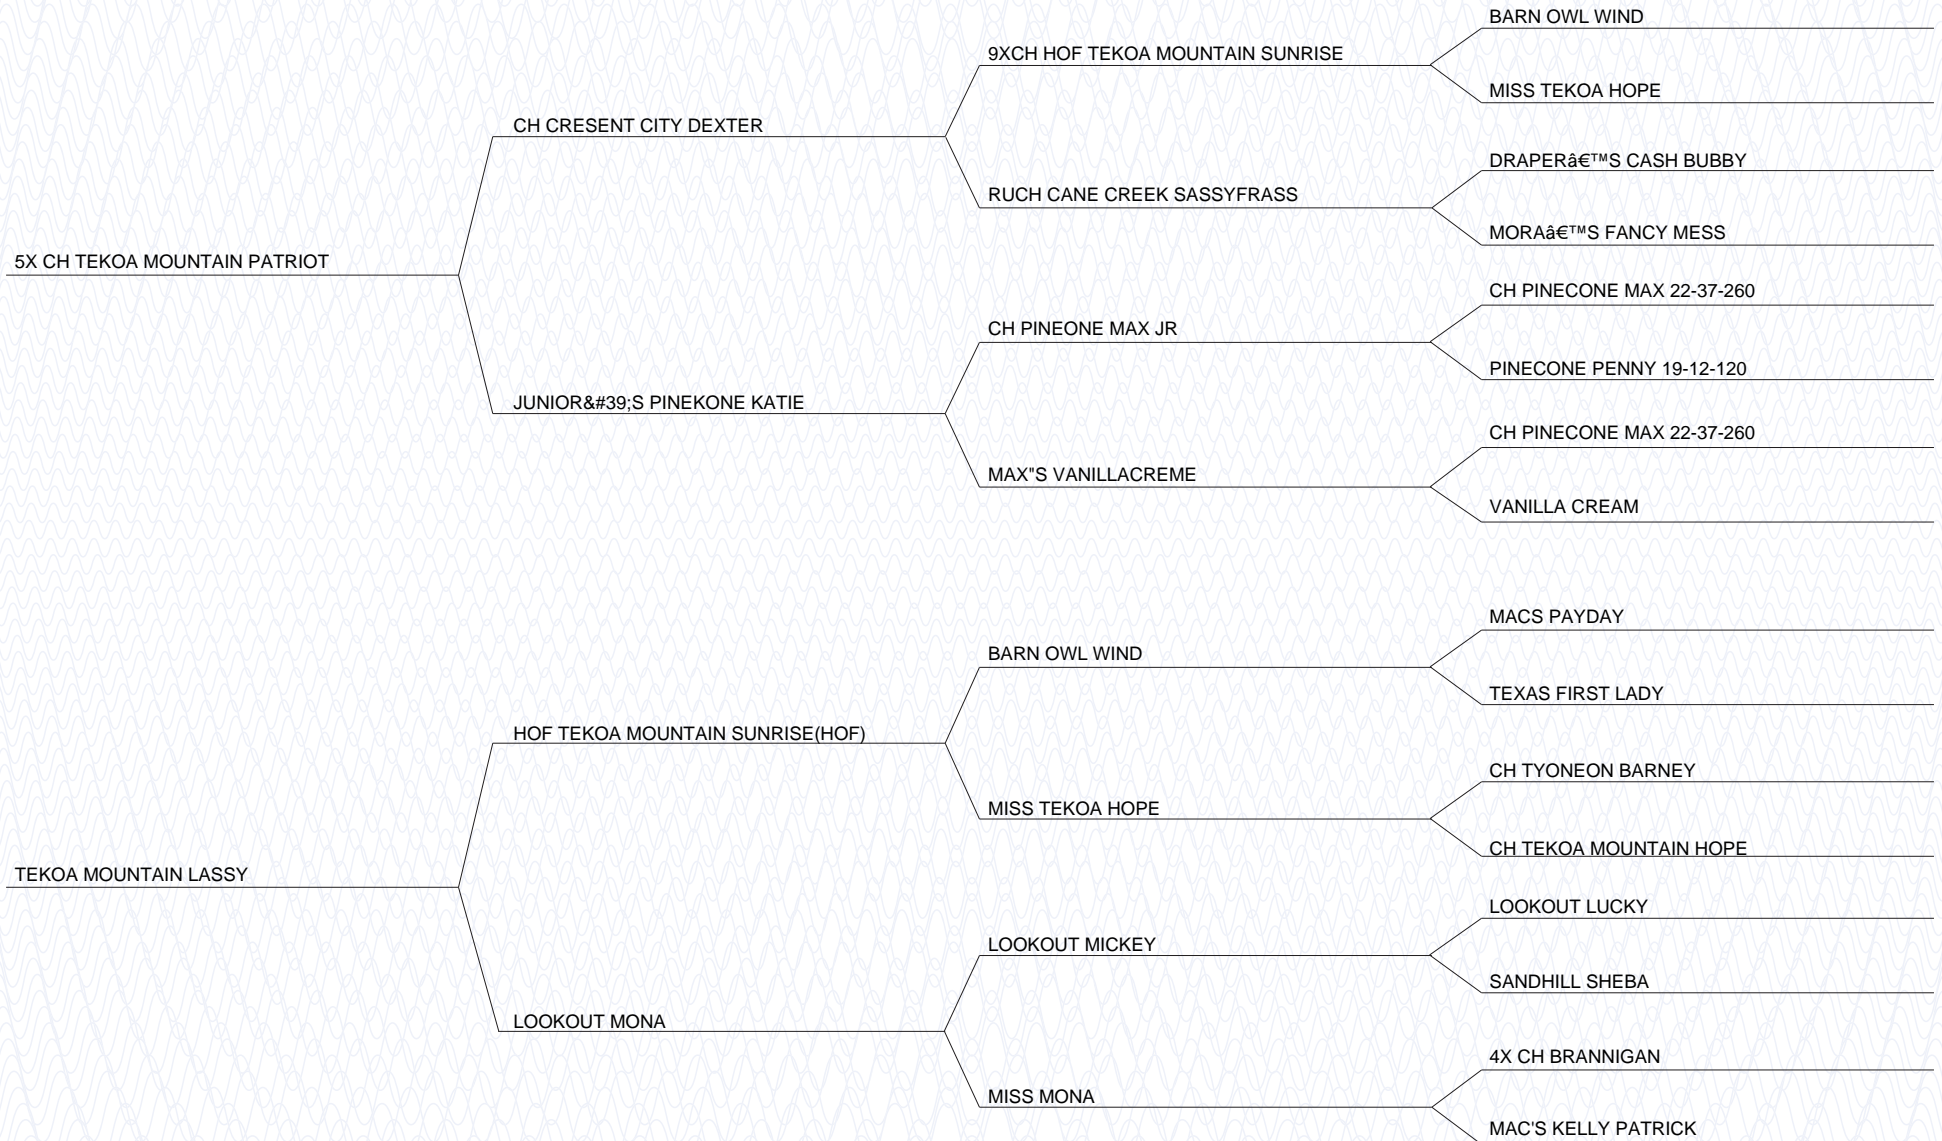 BARN OWL WIND
9XCH HOF TEKOA MOUNTAIN SUNRISE
MISS TEKOA HOPE
CH CRESENT CITY DEXTER
DRAPER’S CASH BUBBY
RUCH CANE CREEK SASSYFRASS
MORA’S FANCY MESS
5X CH TEKOA MOUNTAIN PATRIOT
CH PINECONE MAX 22-37-260
CH PINEONE MAX JR
PINECONE PENNY 19-12-120
JUNIOR&#39;S PINEKONE KATIE
CH PINECONE MAX 22-37-260
MAX"S VANILLACREME
VANILLA CREAM
MACS PAYDAY
BARN OWL WIND
TEXAS FIRST LADY
HOF TEKOA MOUNTAIN SUNRISE(HOF)
CH TYONEON BARNEY
MISS TEKOA HOPE
CH TEKOA MOUNTAIN HOPE
TEKOA MOUNTAIN LASSY
LOOKOUT LUCKY
LOOKOUT MICKEY
SANDHILL SHEBA
LOOKOUT MONA
4X CH BRANNIGAN
MISS MONA
MAC'S KELLY PATRICK